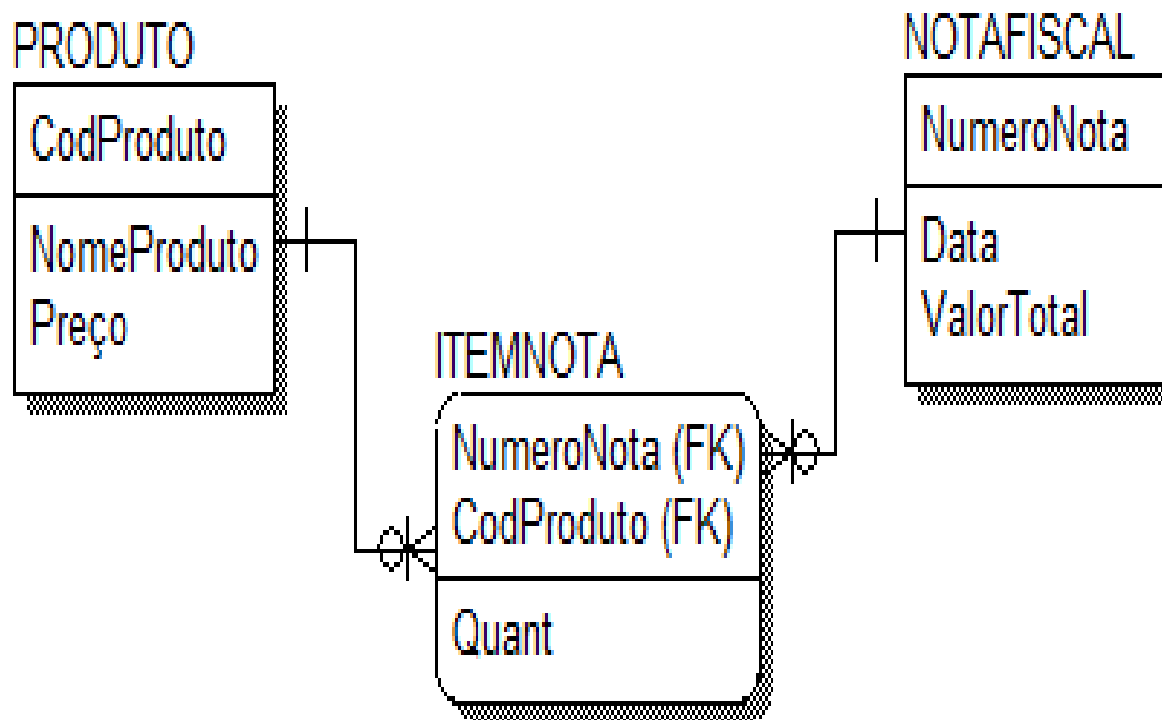 PRODUTO
CodProduto
NomeProduto
Preço
NOTAFISCAL
NumeroNota
Data
ValorTotal
ITEMNOTA
NumeroNota (FK)
CodProduto (FK)
Quant